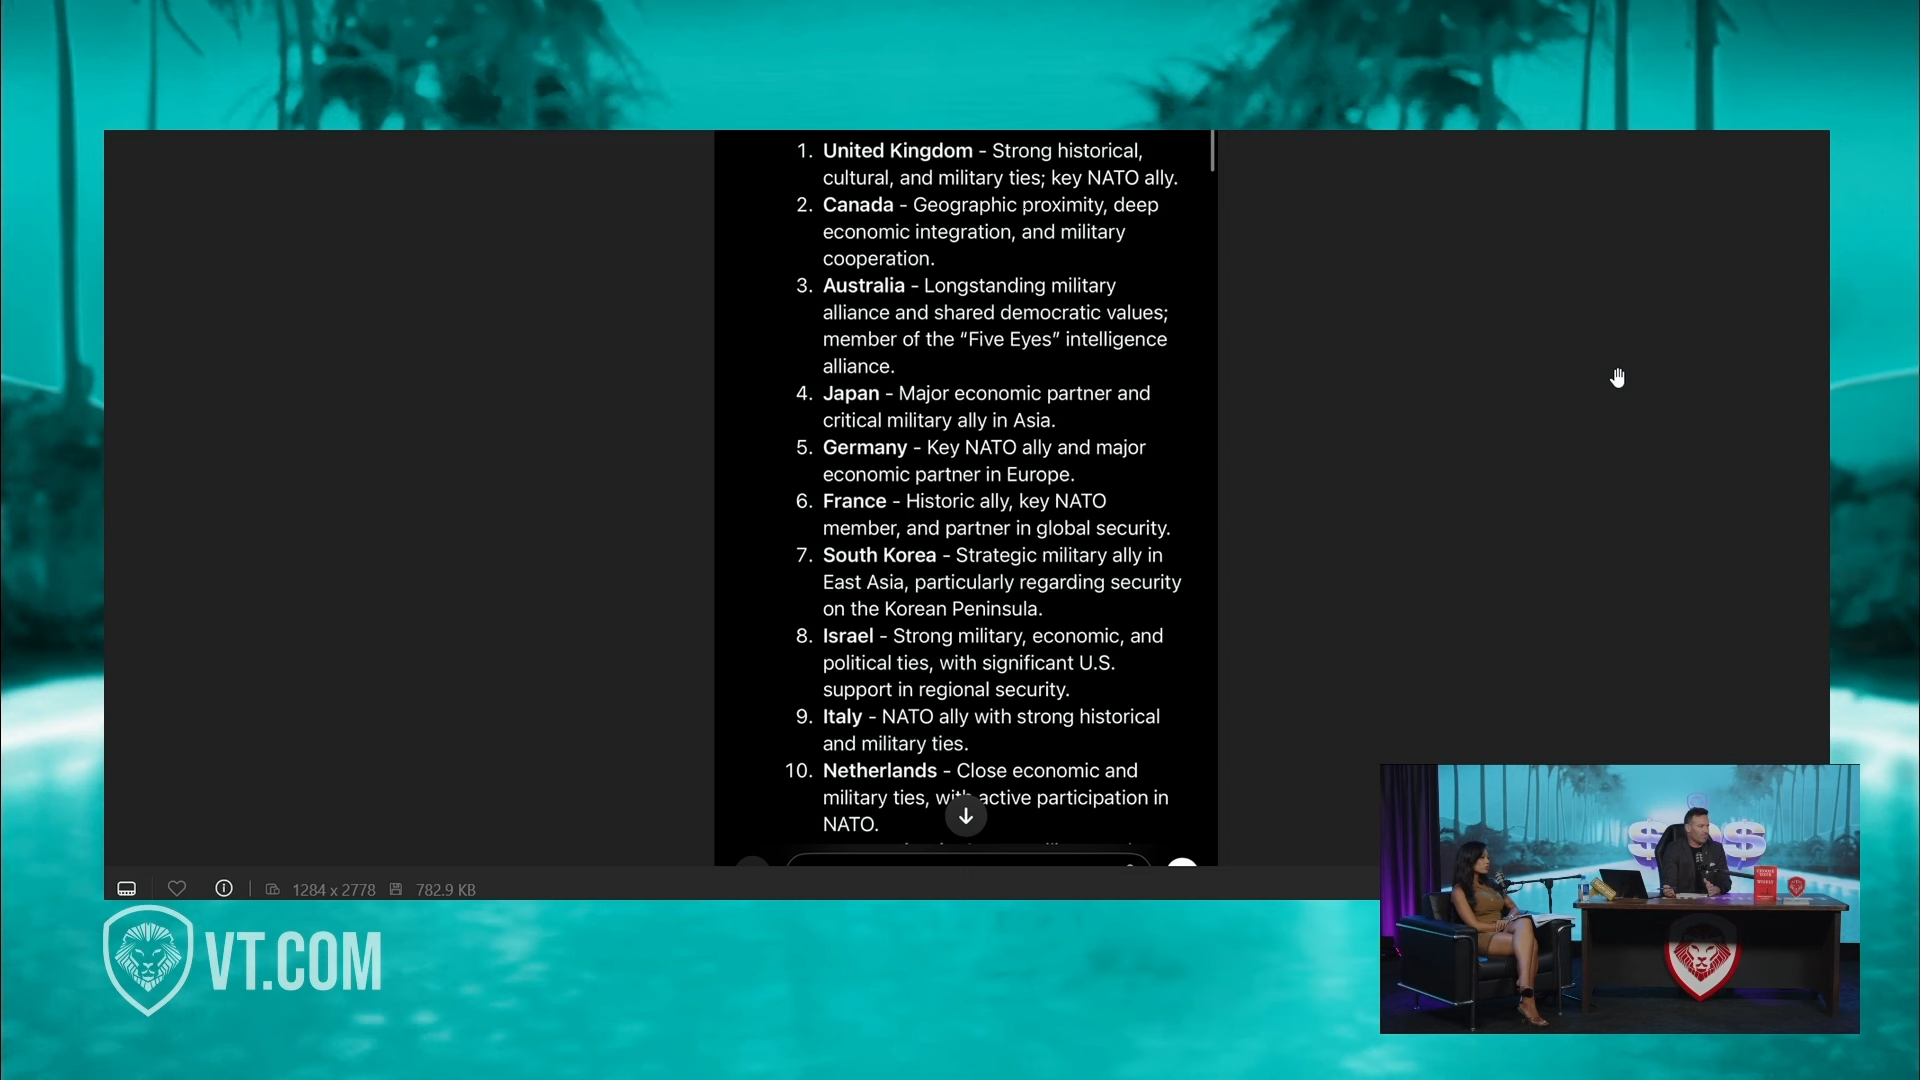 1. United Kingdom - Strong historical,
cultural, and military ties; key NATO ally.
2. Canada - Geographic proximity, deep
economic integration, and military
cooperation.
3. Australia - Longstanding military
alliance and shared democratic values;
member of the “Five Eyes” intelligence
alliance.
4. Japan - Major economic partner and
critical military ally in Asia.
5. Germany - Key NATO ally and major
economic partner in Europe.
6. France - Historic ally, key NATO
member, and partner in global security.
7. South Korea - Strategic military ally in
East Asia, particularly regarding security
on the Korean Peninsula.
8. Israel - Strong military, economic, and
political ties, with significant U.S.
support in regional security.
9. Italy - NATO ally with strong historical
and military ties.
10. Netherlands - Close economic and
military ties, with active participation in
NATO.
1284 x 2778
782.9 KB
VT.COM